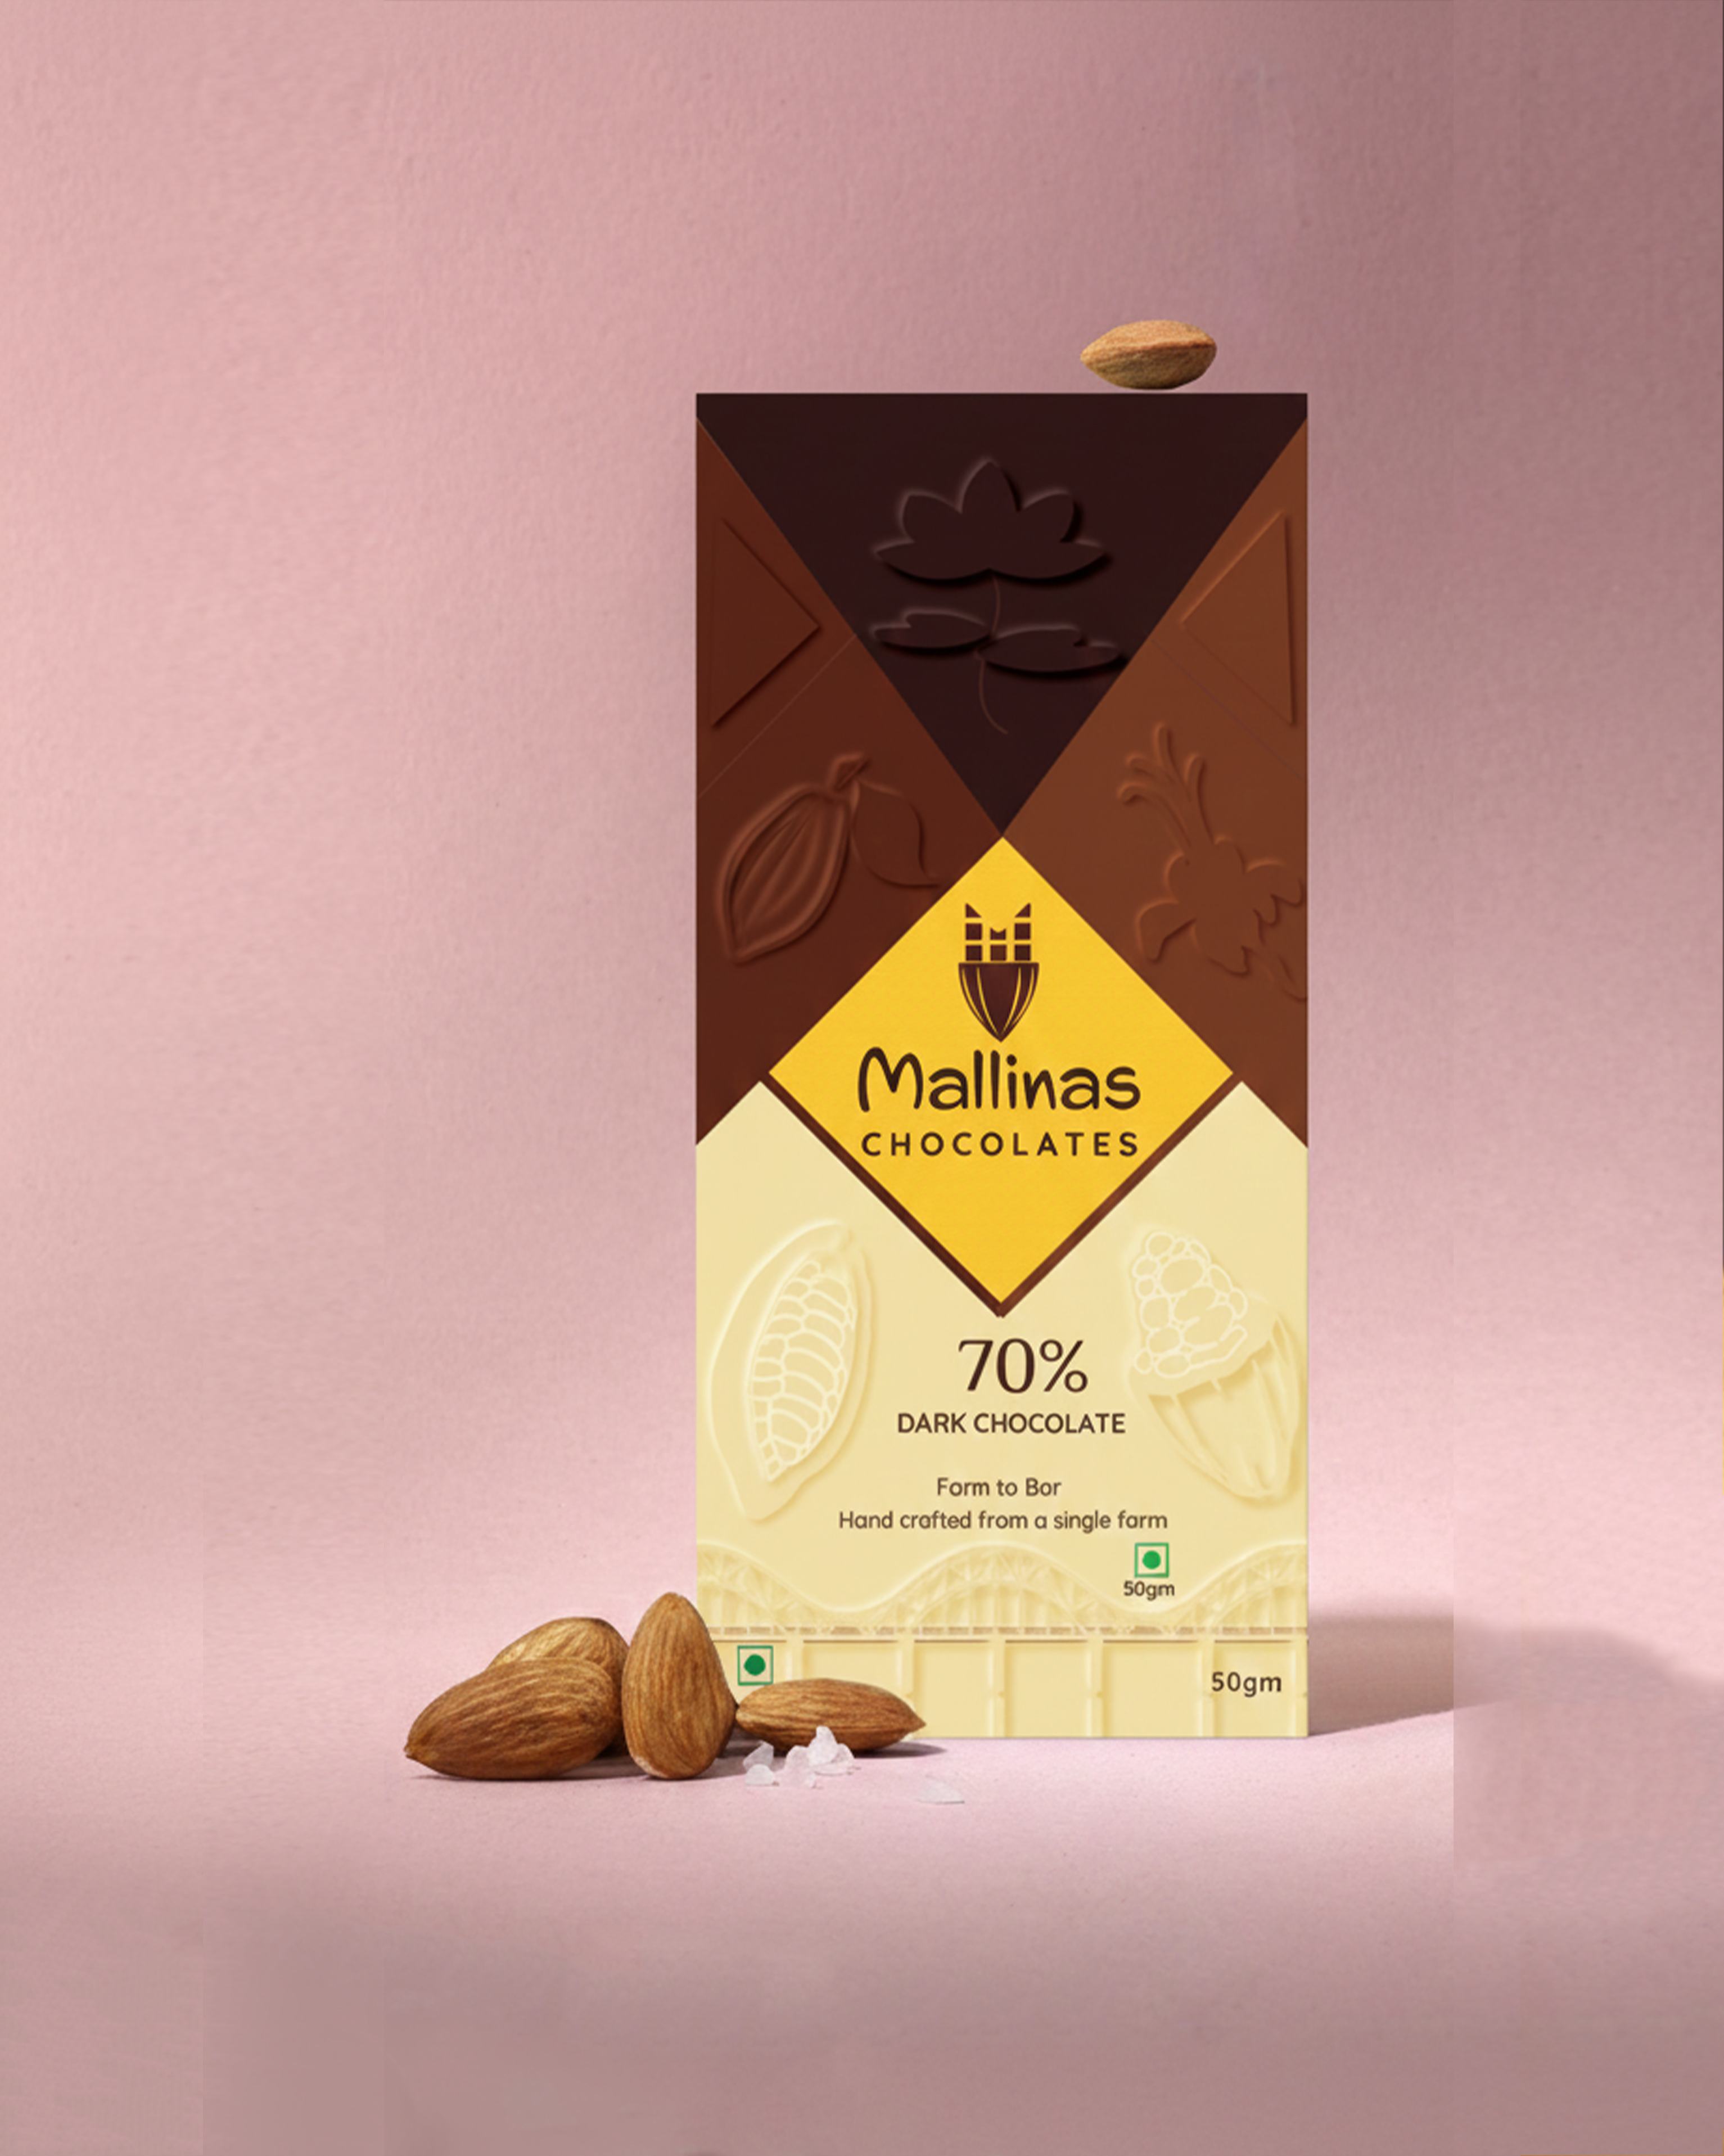 Mallinas
CHOCOLATES
70%
DARK CHOCOLATE
Form to Bor
Hand crafted from a single farm
50gm
50gm